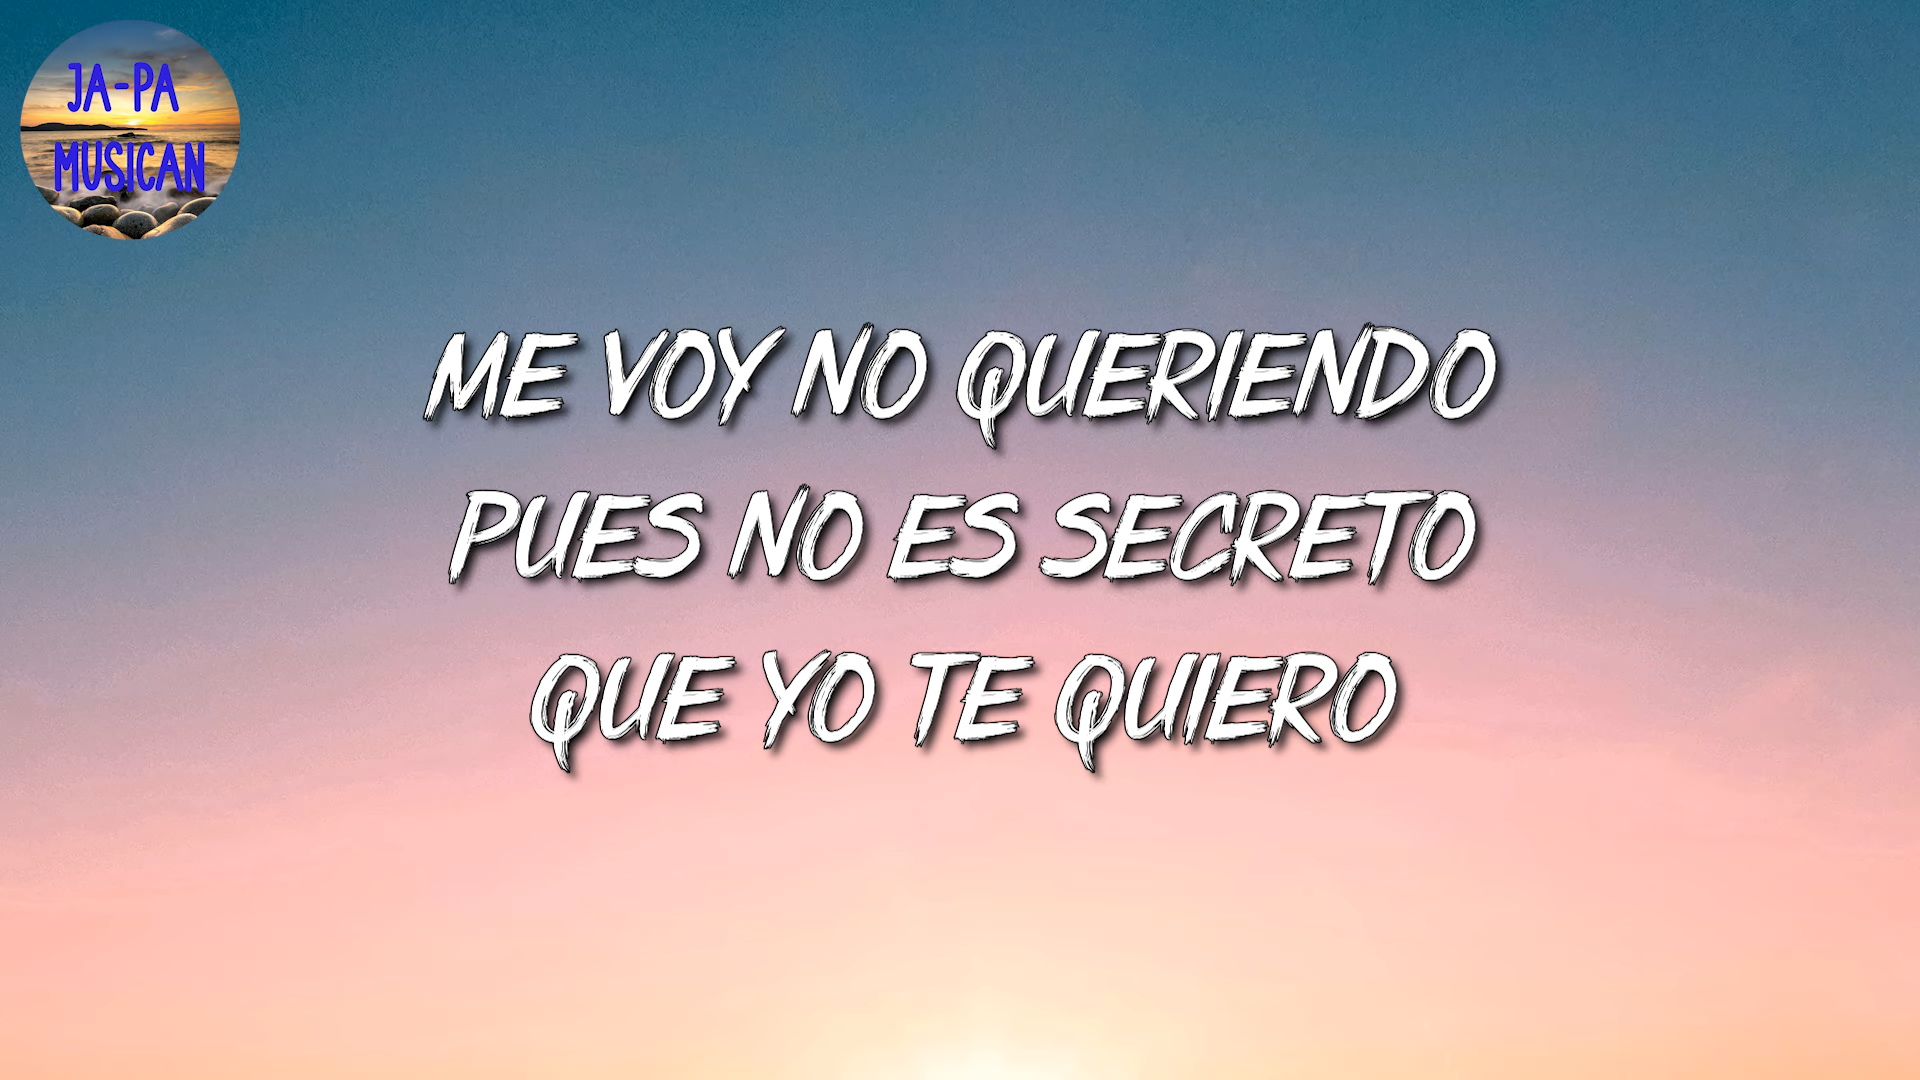 JA-PA
MUSICAN
ME VOY NO QUERIENDO
PUES NO ES SECRETO
QUE YO TE QUIERO